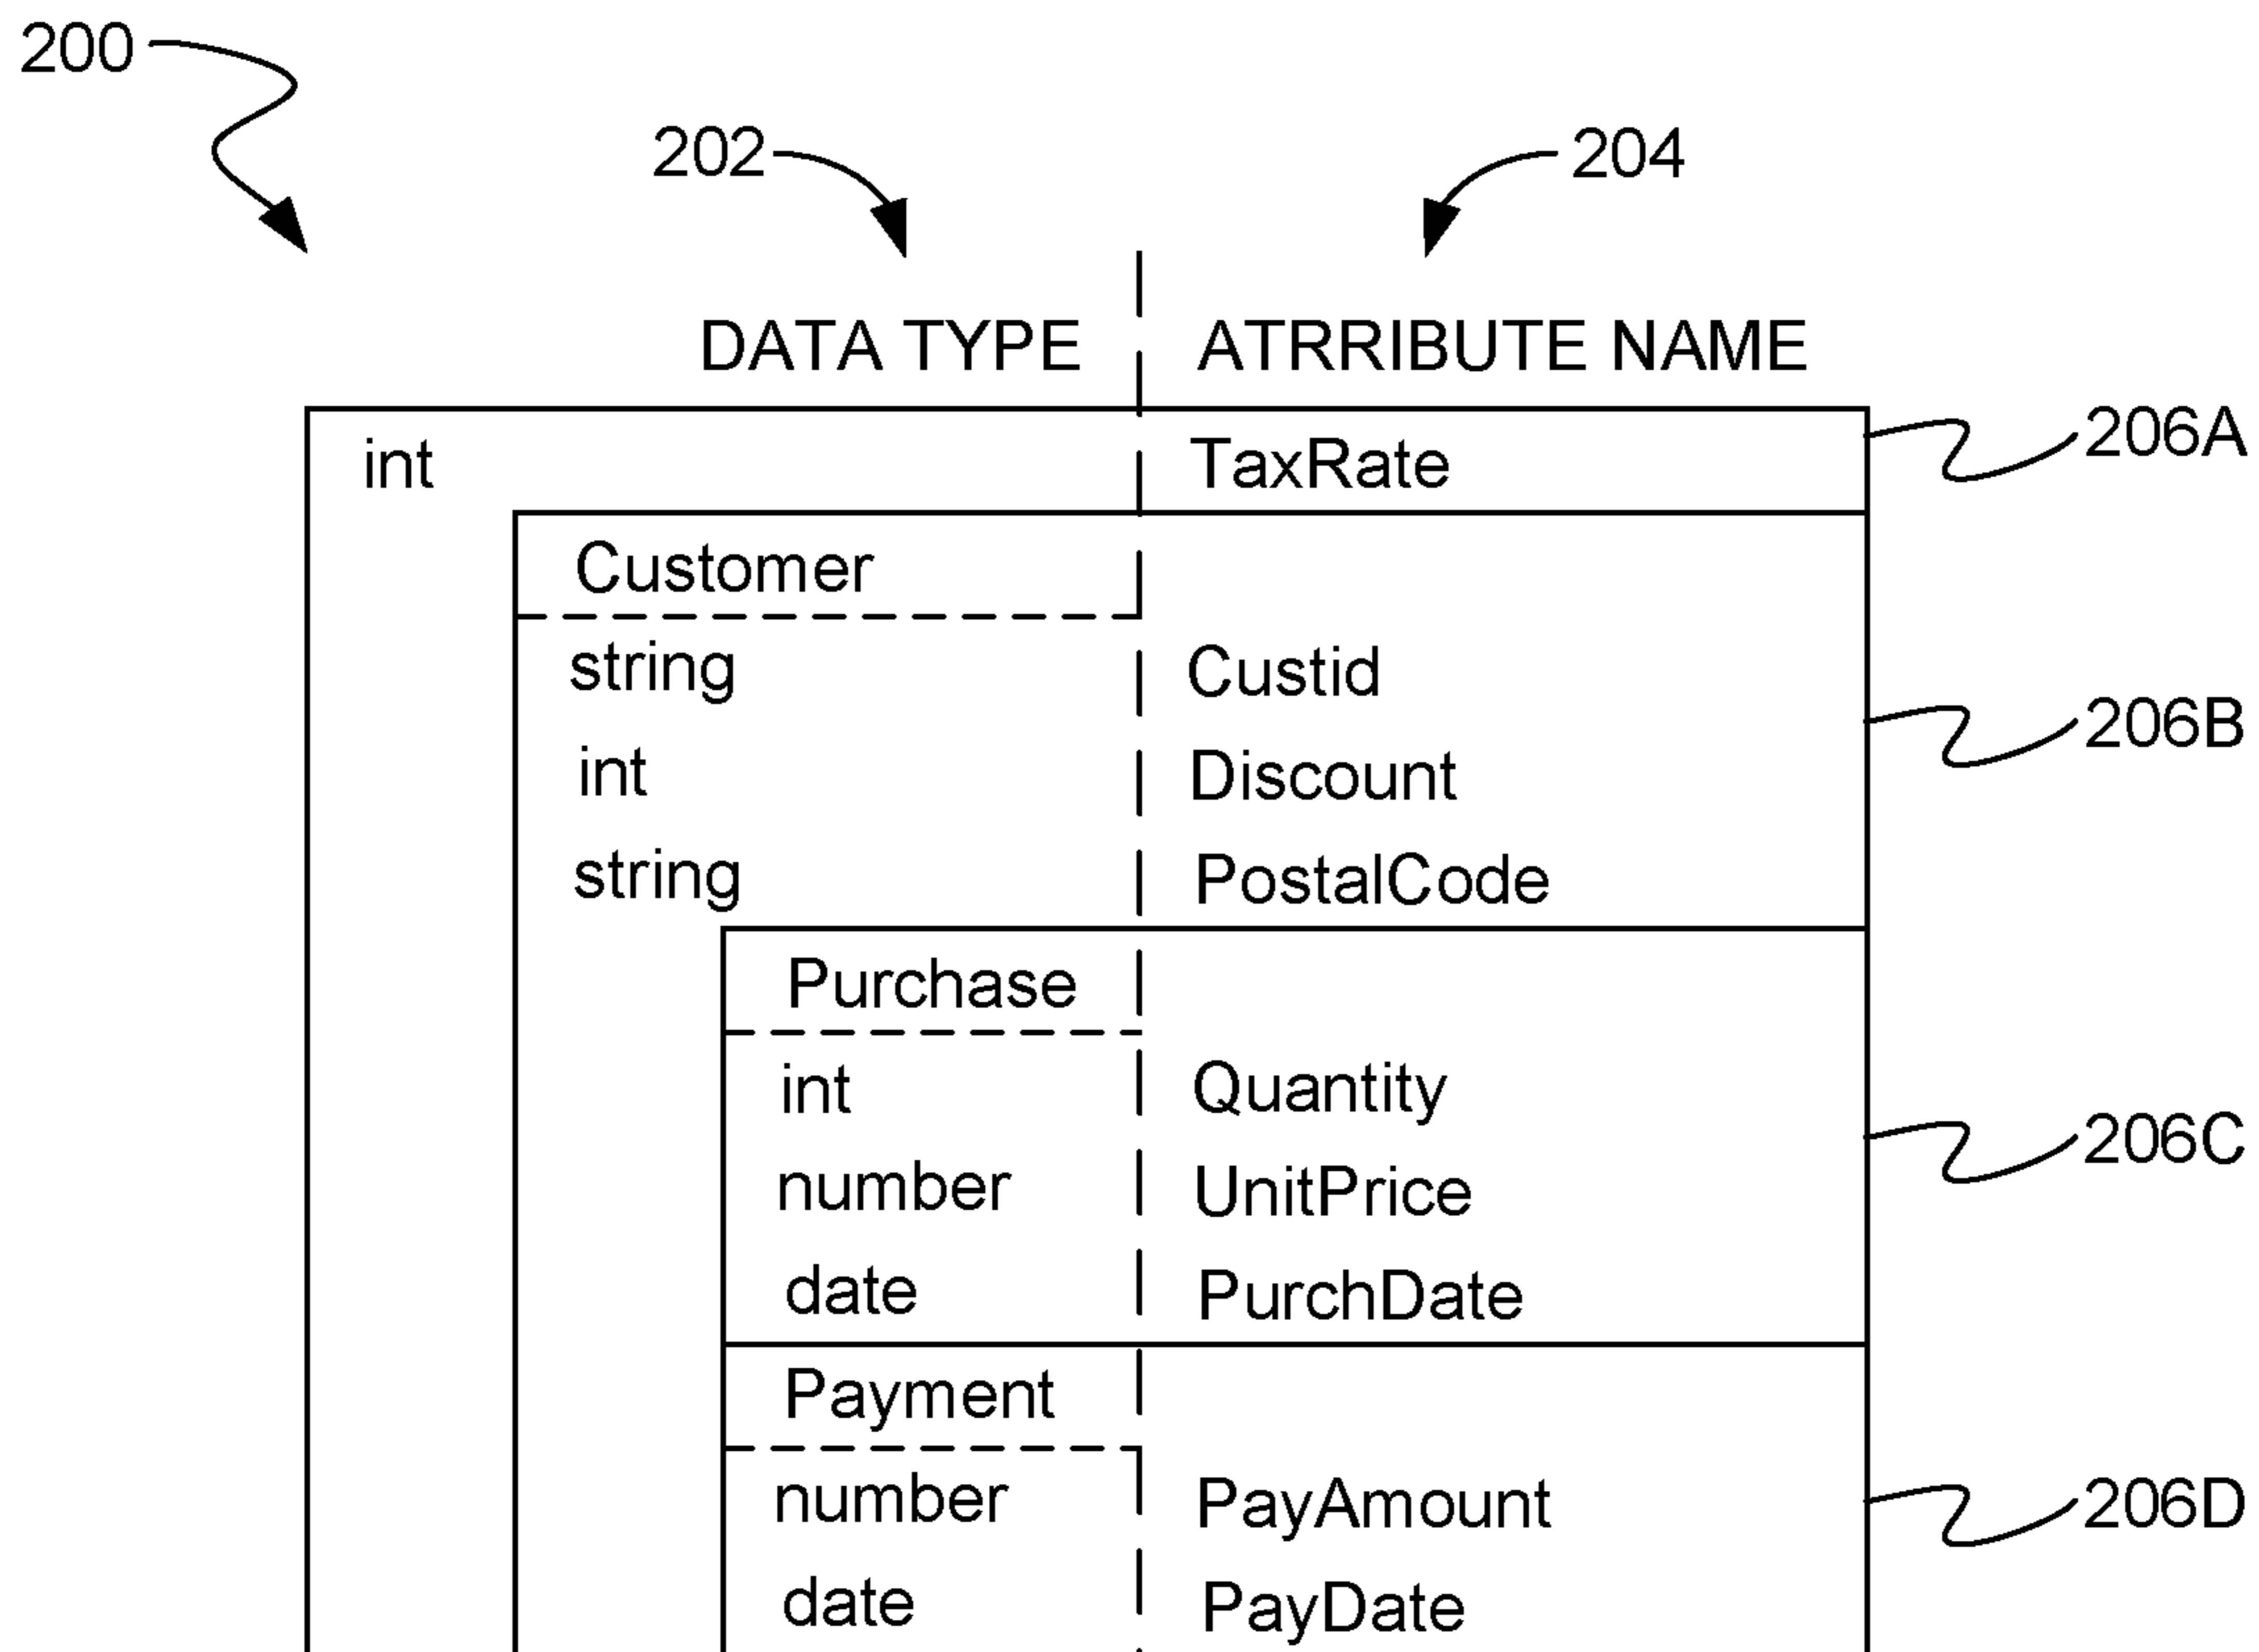 200
202 204
DATA TYPE ATRRIBUTE NAME
int TaxRate 206A
Customer
string Custid
206B
int Discount
string PostalCode
Purchase
int Quantity
206C
number UnitPrice
date PurchDate
Payment
number PayAmount 206D
date PayDate